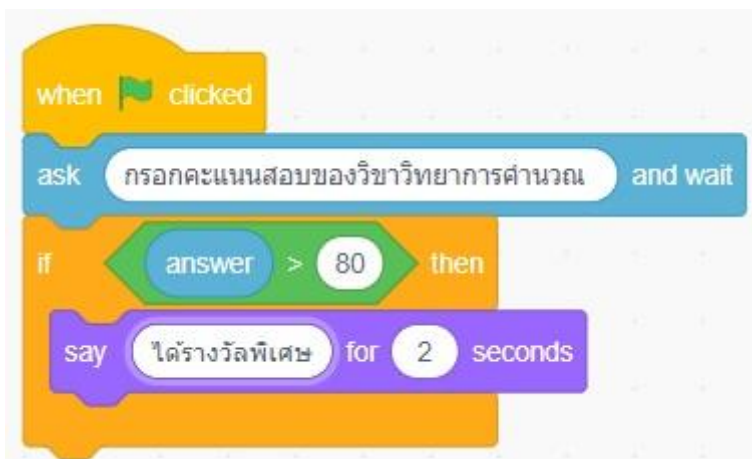 when clicked
ask กรอกคะแนนสอบของวิชาวิทยาการคำนวณ and wait
if answer > 80 then
say ได้รางวัลพิเศษ for 2 seconds